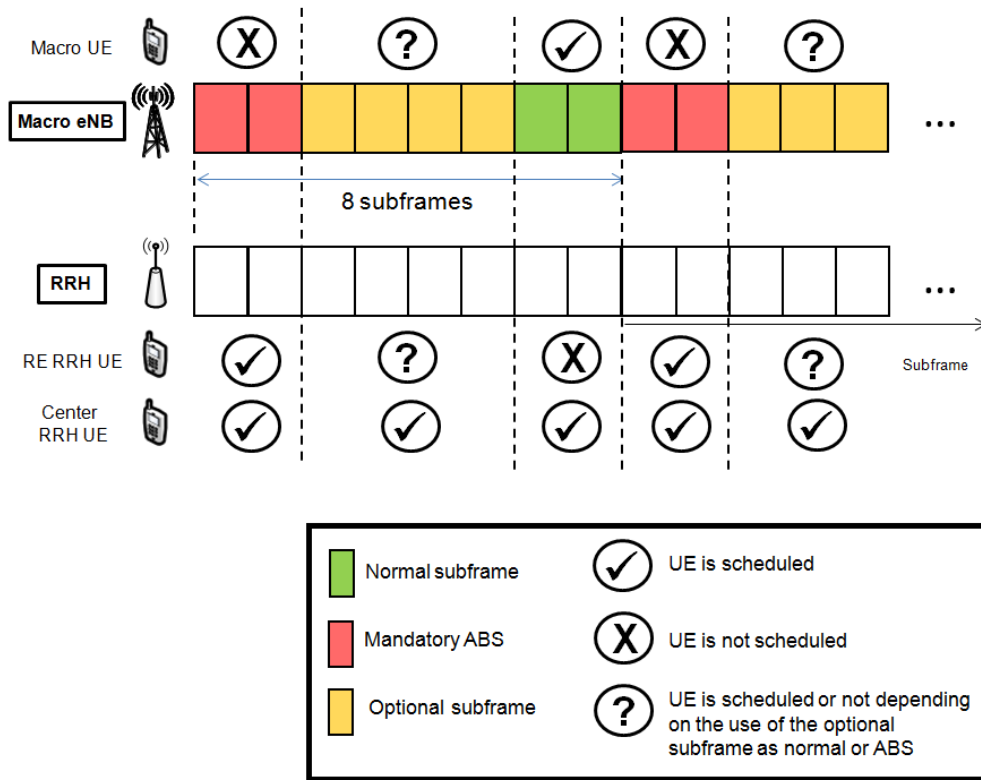 Macro UE
X
?
✓
X
?
Macro eNB
...
8 subframes
RRH
...
RE RRH UE
✓
?
X
✓
?
Subframe
Center
RRH UE
✓
✓
✓
✓
✓
Normal subframe
✓
UE is scheduled
Mandatory ABS
X
UE is not scheduled
Optional subframe
?
UE is scheduled or not depending
on the use of the optional
subframe as normal or ABS